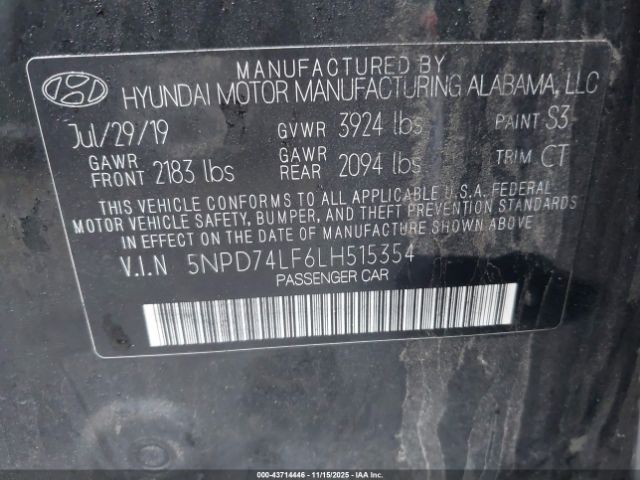 MANUFACTURED BY
HYUNDAI MOTOR MANUFACTURING ALABAMA, LLC
Jul/29/19 GVWR 3924 lbs PAINT S3
GAWR FRONT 2183 lbs GAWR REAR 2094 lbs TRIM CT
THIS VEHICLE CONFORMS TO ALL APPLICABLE U.S.A. FEDERAL
MOTOR VEHICLE SAFETY, BUMPER, AND THEFT PREVENTION STANDARDS
IN EFFECT ON THE DATE OF MANUFACTURE SHOWN ABOVE.
V.I.N 5NPD74LF6LH515354
PASSENGER CAR
000-43714446 - 11/15/2025 - IAA